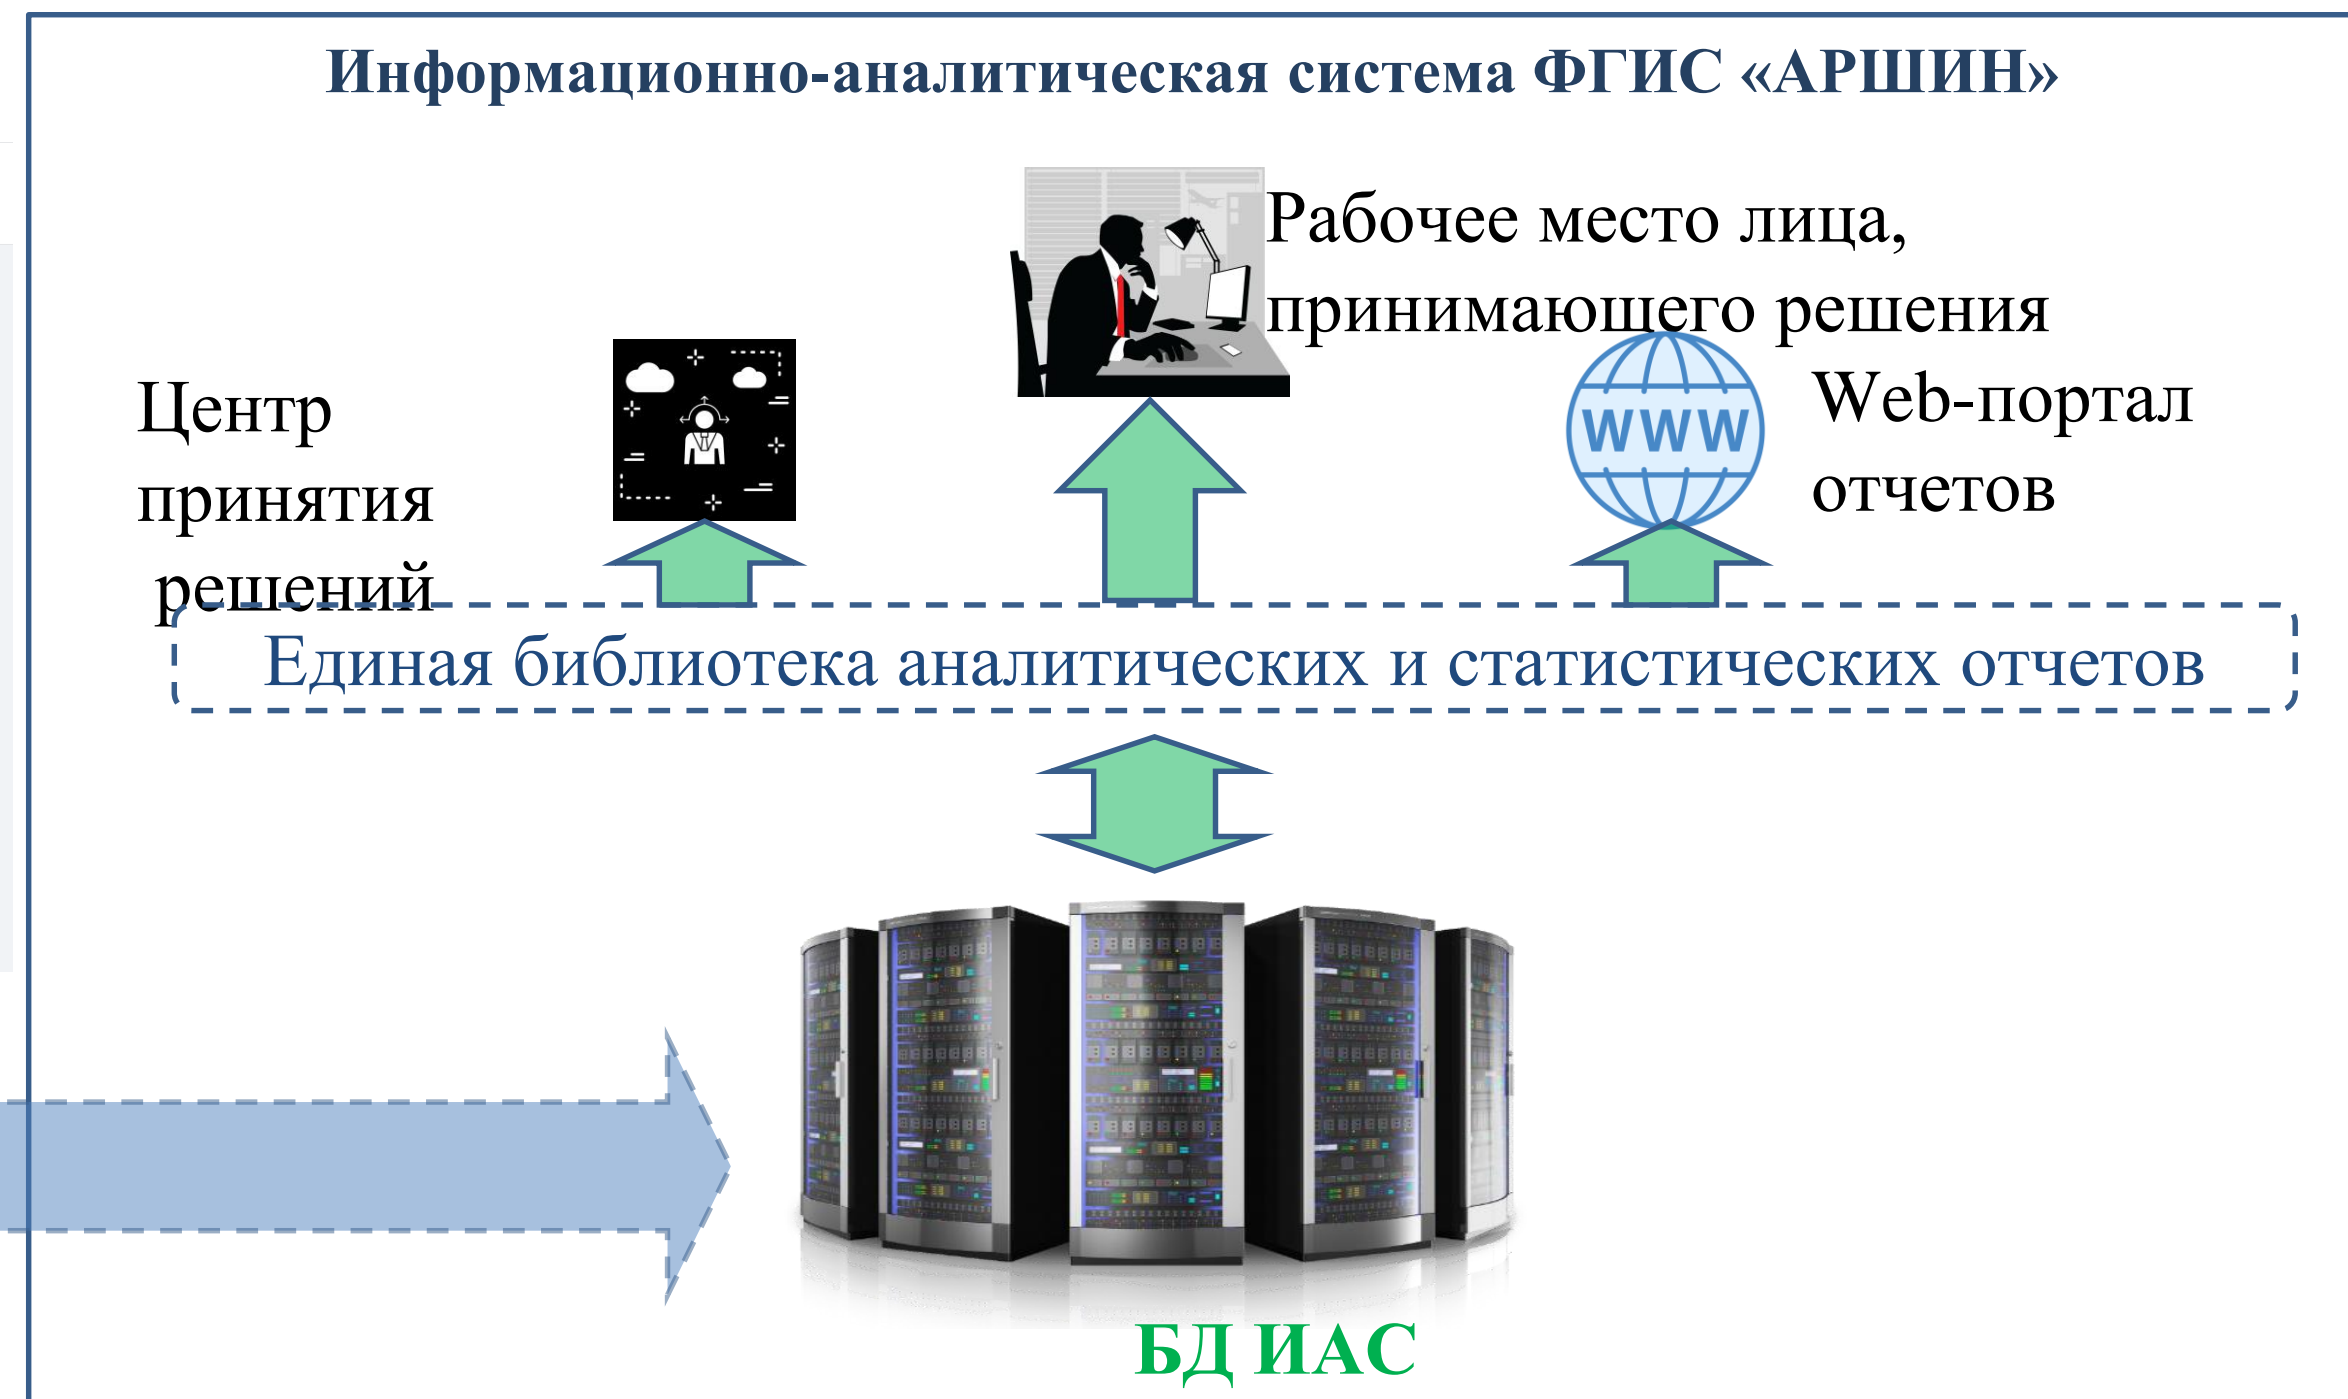 Информационно-аналитическая система ФГИС «АРШИН»
Рабочее место лица,
принимающего решения
Центр
принятия
решений
WWW
Web-портал
отчетов
Единая библиотека аналитических и статистических отчетов
БД ИАС